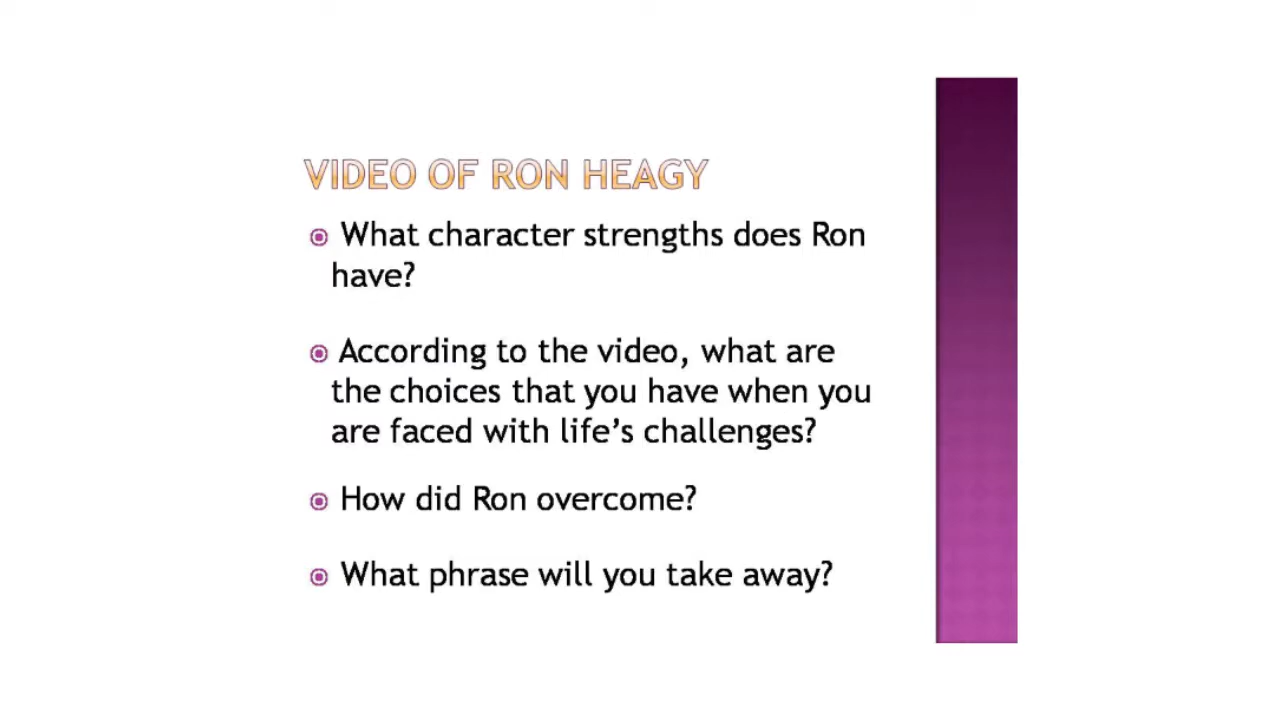 VIDEO OF RON HEAGY
What character strengths does Ron
have?
According to the video, what are
the choices that you have when you
are faced with life’s challenges?
How did Ron overcome?
What phrase will you take away?